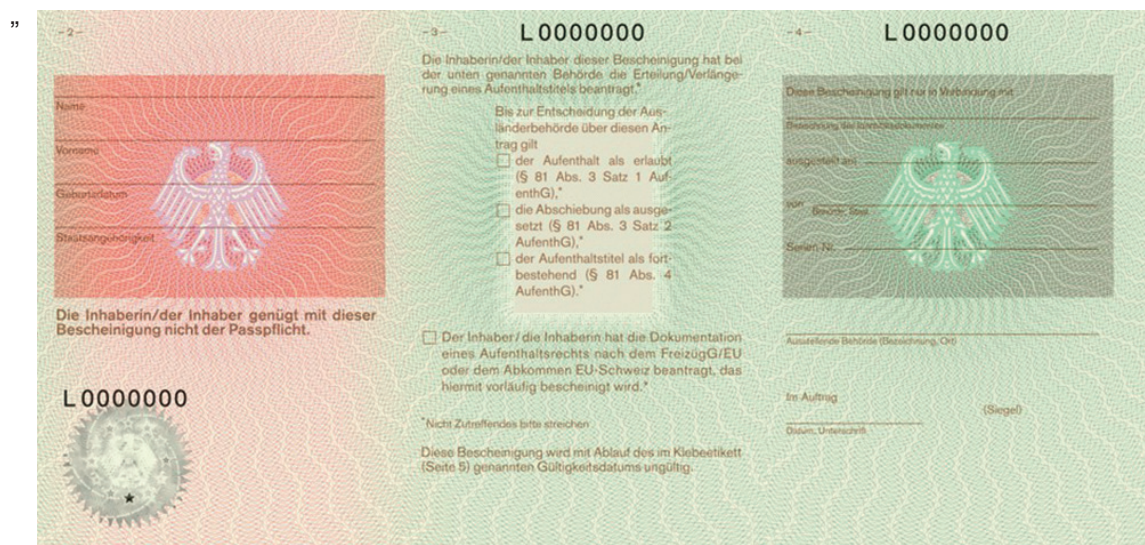 ”
– 2 –
Name
Vorname
Geburtsdatum
Staatsangehörigkeit
Die Inhaberin/der Inhaber genügt mit dieser
Bescheinigung nicht der Passpflicht.
L0000000
– 3 –
L0000000
Die Inhaberin/der Inhaber dieser Bescheinigung hat bei
der unten genannten Behörde die Erteilung/Verlänge-
rung eines Aufenthaltstitels beantragt.*
Bis zur Entscheidung der Aus-
länderbehörde über diesen An-
trag gilt
der Aufenthalt als erlaubt
(§ 81 Abs. 3 Satz 1 Auf-
enthG),*
die Abschiebung als ausge-
setzt (§ 81 Abs. 3 Satz 2
AufenthG),*
der Aufenthaltstitel als fort-
bestehend (§ 81 Abs. 4
AufenthG).*
Der Inhaber/die Inhaberin hat die Dokumentation
eines Aufenthaltsrechts nach dem FreizügG/EU
oder dem Abkommen EU-Schweiz beantragt, das
hiermit vorläufig bescheinigt wird.*
*Nicht Zutreffendes bitte streichen
Diese Bescheinigung wird mit Ablauf des im Klebeetikett
(Seite 5) genannten Gültigkeitsdatums ungültig.
– 4 –
L0000000
Diese Bescheinigung gilt nur in Verbindung mit
Bezeichnung des Identitätsdokumentes
ausgestellt am
von
Behörde, Staat
Serien-Nr.
Ausstellende Behörde (Bezeichnung, Ort)
Im Auftrag
(Siegel)
Datum, Unterschrift